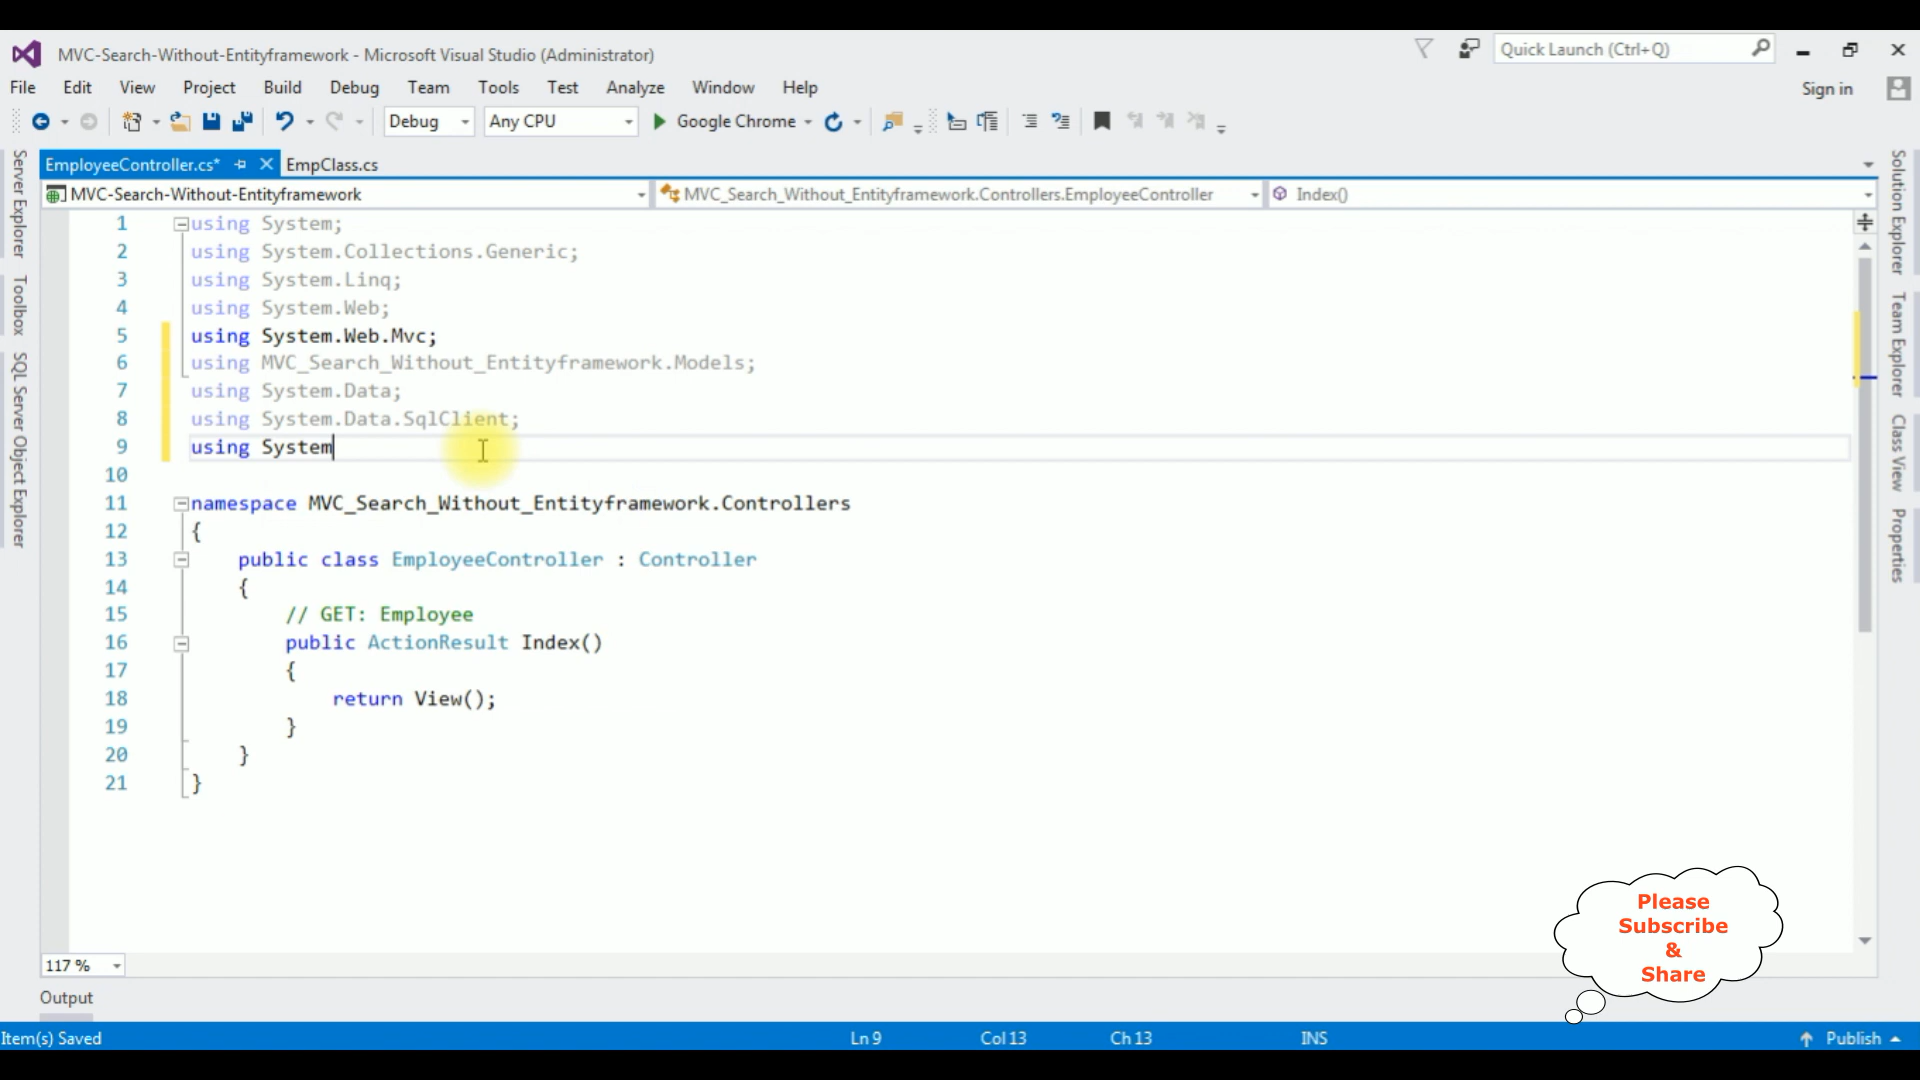 MVC-Search-Without-Entityframework - Microsoft Visual Studio (Administrator)
Quick Launch (Ctrl+Q)
File Edit View Project Build Debug Team Tools Test Analyze Window Help
Sign in
Debug Any CPU Google Chrome
EmployeeController.cs* EmpClass.cs
MVC-Search-Without-Entityframework MVC_Search_Without_Entityframework.Controllers.EmployeeController Index()
Server Explorer
Toolbox
SQL Server Object Explorer
1 using System;
2 using System.Collections.Generic;
3 using System.Linq;
4 using System.Web;
5 using System.Web.Mvc;
6 using MVC_Search_Without_Entityframework.Models;
7 using System.Data;
8 using System.Data.SqlClient;
9 using System
10
11 namespace MVC_Search_Without_Entityframework.Controllers
12 {
13 public class EmployeeController : Controller
14 {
15 // GET: Employee
16 public ActionResult Index()
17 {
18 return View();
19 }
20 }
21 }
Solution Explorer
Team Explorer
Class View
Properties
Please
Subscribe
&
Share
117 %
Output
Item(s) Saved Ln 9 Col 13 Ch 13 INS Publish